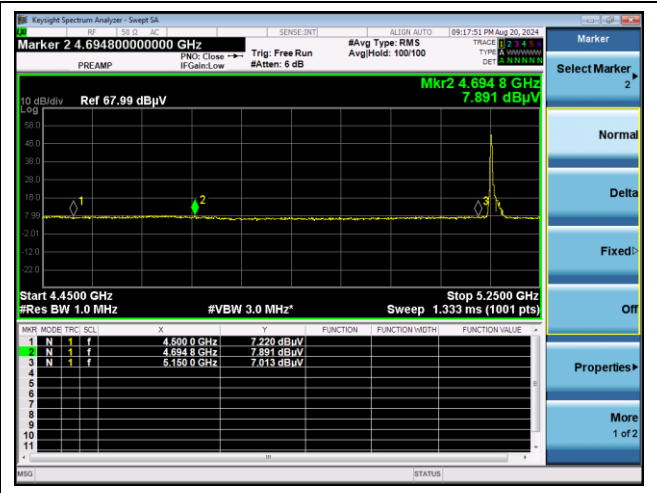 Keysight Spectrum Analyzer - Swept SA
RF 50 Ω AC SENSE:INT ALIGN AUTO 09:17:51 PM Aug 20, 2024
Marker 2 4.694800000000 GHz
PREAMP
PNO: Close
IFGain:Low
Trig: Free Run
#Atten: 6 dB
#Avg Type: RMS
Avg|Hold: 100/100
TRACE 1 2 3 4 5 6
TYPE A WWWWW
DET A N N N N N
Mkr2 4.694 8 GHz
7.891 dBµV
10 dB/div Ref 67.99 dBµV
Log
58.0
48.0
38.0
28.0
18.0
7.99
-2.01
-12.0
-22.0
1
2
3
Start 4.4500 GHz Stop 5.2500 GHz
#Res BW 1.0 MHz #VBW 3.0 MHz* Sweep 1.333 ms (1001 pts)
MKR MODE TRC SCL X Y FUNCTION FUNCTION WIDTH FUNCTION VALUE
1 N 1 f 4.500 0 GHz 7.220 dBµV
2 N 1 f 4.694 8 GHz 7.891 dBµV
3 N 1 f 5.150 0 GHz 7.013 dBµV
4
5
6
7
8
9
10
11
MSG STATUS
Marker
Select Marker
2
Normal
Delta
Fixed
Off
Properties
More
1 of 2